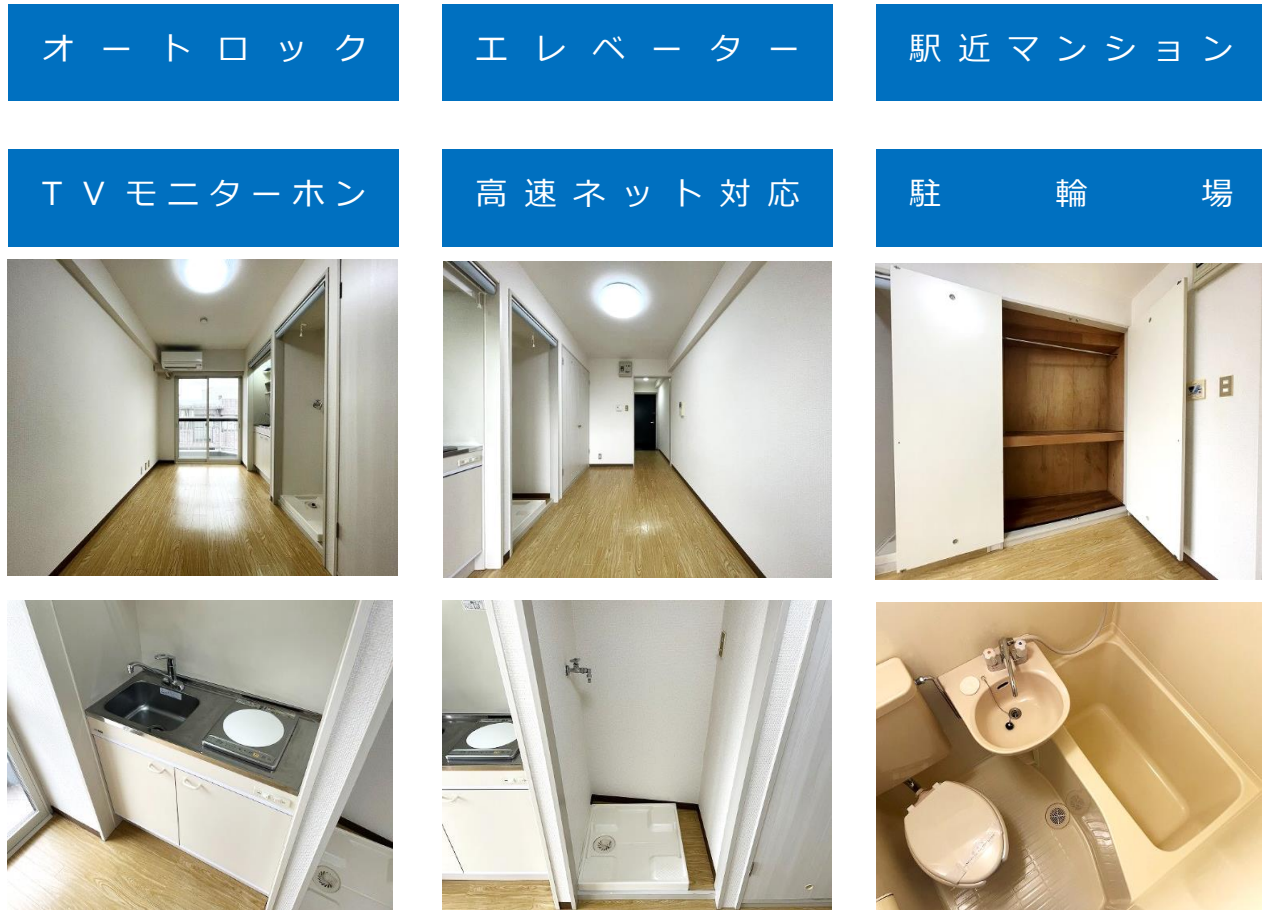 オートロック
エレベーター
駅近マンション
TVモニターホン
高速ネット対応
駐輪場